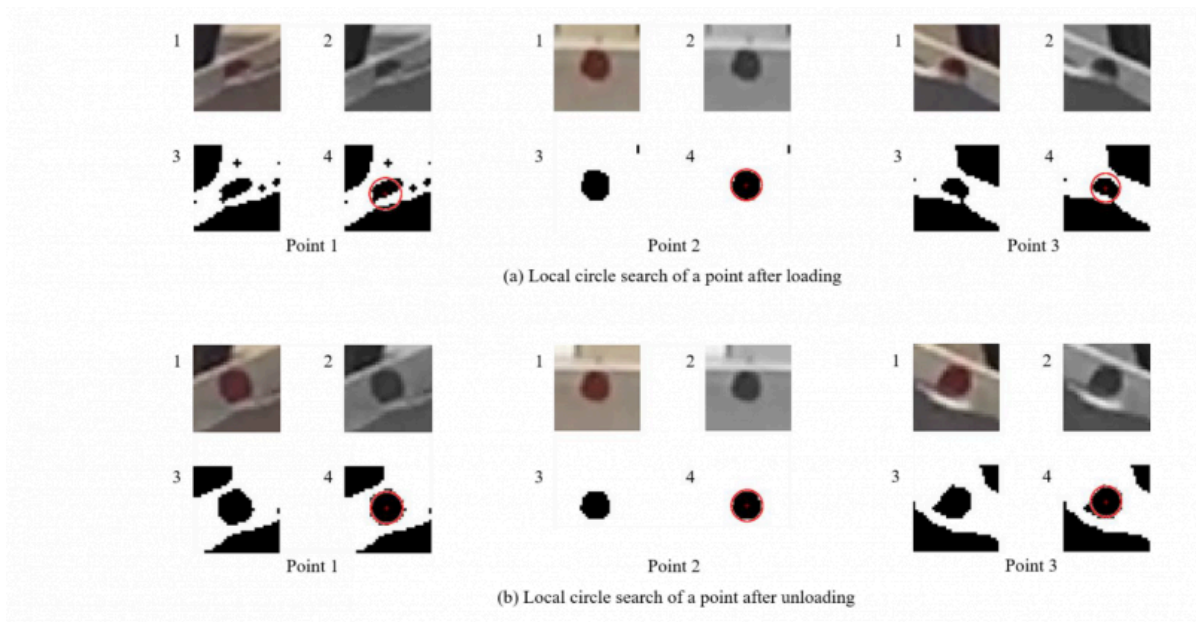 1 2 1 2 1 2
3 4 3 4 3 4
Point 1 Point 2 Point 3
(a) Local circle search of a point after loading
1 2 1 2 1 2
3 4 3 4 3 4
Point 1 Point 2 Point 3
(b) Local circle search of a point after unloading